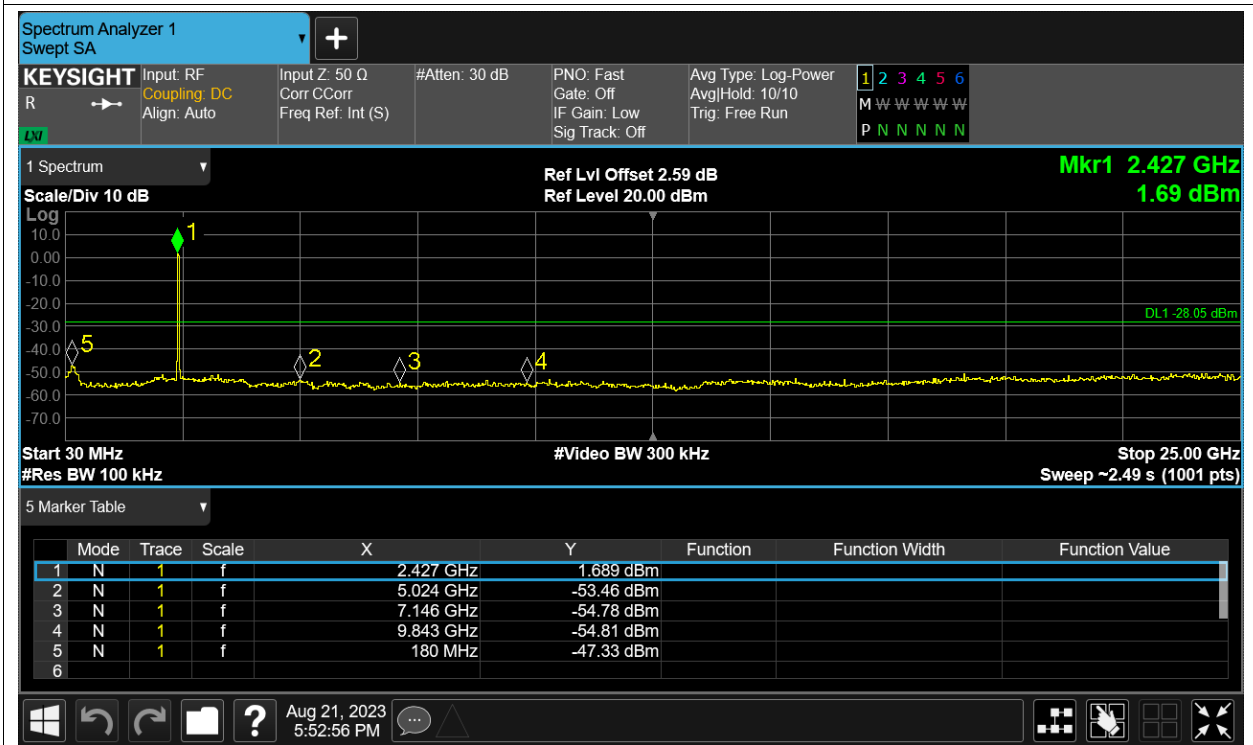 Spectrum Analyzer 1
Swept SA
KEYSIGHT Input: RF Input Z: 50 Ω #Atten: 30 dB PNO: Fast Avg Type: Log-Power 1 2 3 4 5 6
R Coupling: DC Corr CCorr Gate: Off Avg|Hold: 10/10 M W W W W W
Align: Auto Freq Ref: Int (S) IF Gain: Low Trig: Free Run
LXI Sig Track: Off P N N N N N
1 Spectrum Ref Lvl Offset 2.59 dB Mkr1 2.427 GHz
Scale/Div 10 dB Ref Level 20.00 dBm 1.69 dBm
Log
10.0 1
0.00
-10.0
-20.0
DL1 -28.05 dBm
-30.0
-40.0 5
2 3 4
-50.0
-60.0
-70.0
Start 30 MHz #Video BW 300 kHz Stop 25.00 GHz
#Res BW 100 kHz Sweep ~2.49 s (1001 pts)
5 Marker Table
Mode Trace Scale X Y Function Function Width Function Value
1 N 1 f 2.427 GHz 1.689 dBm
2 N 1 f 5.024 GHz -53.46 dBm
3 N 1 f 7.146 GHz -54.78 dBm
4 N 1 f 9.843 GHz -54.81 dBm
5 N 1 f 180 MHz -47.33 dBm
6
? Aug 21, 2023
5:52:56 PM